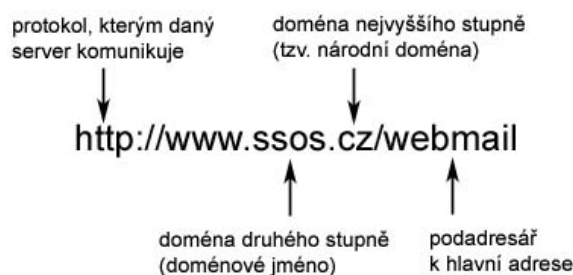 protokol, kterým daný
server komunikuje
doména nejvyššího stupně
(tzv. národní doména)
http://www.ssos.cz/webmail
doména druhého stupně
(doménové jméno)
podadresář
k hlavní adrese